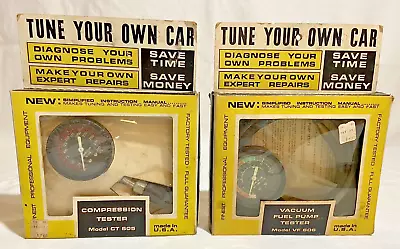 TUNE YOUR OWN CAR
DIAGNOSE YOUR
OWN PROBLEMS
SAVE
TIME
MAKE YOUR OWN
EXPERT REPAIRS
SAVE
MONEY
NEW: SIMPLIFIED INSTRUCTION MANUAL
MAKES TUNING AND TESTING EASY AND FAST
FINEST PROFESSIONAL EQUIPMENT
FACTORY TESTED - FULL GUARANTEE
COMPRESSION
TESTER
Model CT 605
made in
U.S.A.
TUNE YOUR OWN CAR
DIAGNOSE YOUR
OWN PROBLEMS
SAVE
TIME
MAKE YOUR OWN
EXPERT REPAIRS
SAVE
MONEY
NEW: SIMPLIFIED INSTRUCTION MANUAL
MAKES TUNING AND TESTING EASY AND FAST
FINEST PROFESSIONAL EQUIPMENT
FACTORY TESTED - FULL GUARANTEE
VACUUM
FUEL PUMP
TESTER
Model VF 606
made in
U.S.A.